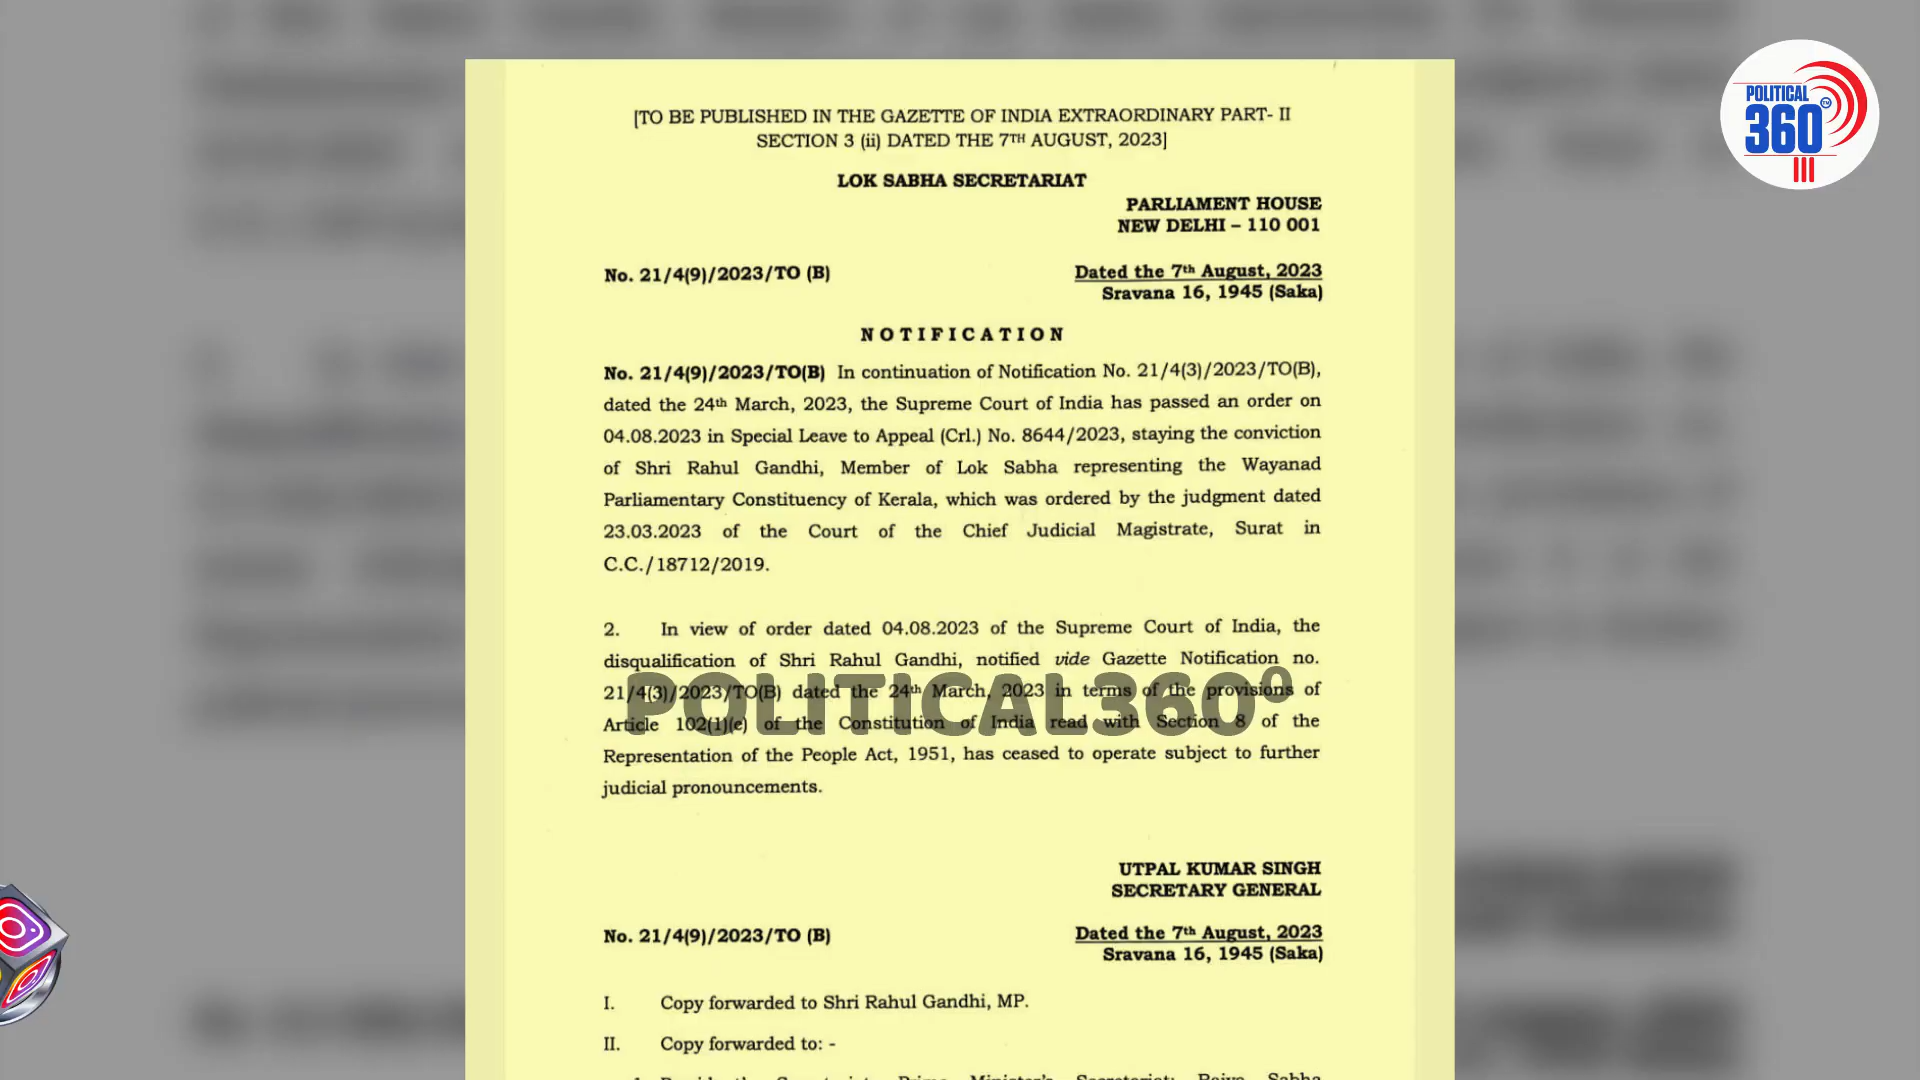 [TO BE PUBLISHED IN THE GAZETTE OF INDIA EXTRAORDINARY PART- II
SECTION 3 (ii) DATED THE 7TH AUGUST, 2023]
LOK SABHA SECRETARIAT
PARLIAMENT HOUSE
NEW DELHI – 110 001
No. 21/4(9)/2023/TO (B)
Dated the 7th August, 2023
Sravana 16, 1945 (Saka)
NOTIFICATION
No. 21/4(9)/2023/TO(B) In continuation of Notification No. 21/4(3)/2023/TO(B),
dated the 24th March, 2023, the Supreme Court of India has passed an order on
04.08.2023 in Special Leave to Appeal (Crl.) No. 8644/2023, staying the conviction
of Shri Rahul Gandhi, Member of Lok Sabha representing the Wayanad
Parliamentary Constituency of Kerala, which was ordered by the judgment dated
23.03.2023 of the Court of the Chief Judicial Magistrate, Surat in
C.C./18712/2019.
2. In view of order dated 04.08.2023 of the Supreme Court of India, the
disqualification of Shri Rahul Gandhi, notified vide Gazette Notification no.
21/4(3)/2023/TO(B) dated the 24th March, 2023 in terms of the provisions of
Article 102(1)(e) of the Constitution of India read with Section 8 of the
Representation of the People Act, 1951, has ceased to operate subject to further
judicial pronouncements.
POLITICAL360°
UTPAL KUMAR SINGH
SECRETARY GENERAL
No. 21/4(9)/2023/TO (B)
Dated the 7th August, 2023
Sravana 16, 1945 (Saka)
I. Copy forwarded to Shri Rahul Gandhi, MP.
II. Copy forwarded to: -
POLITICAL
360